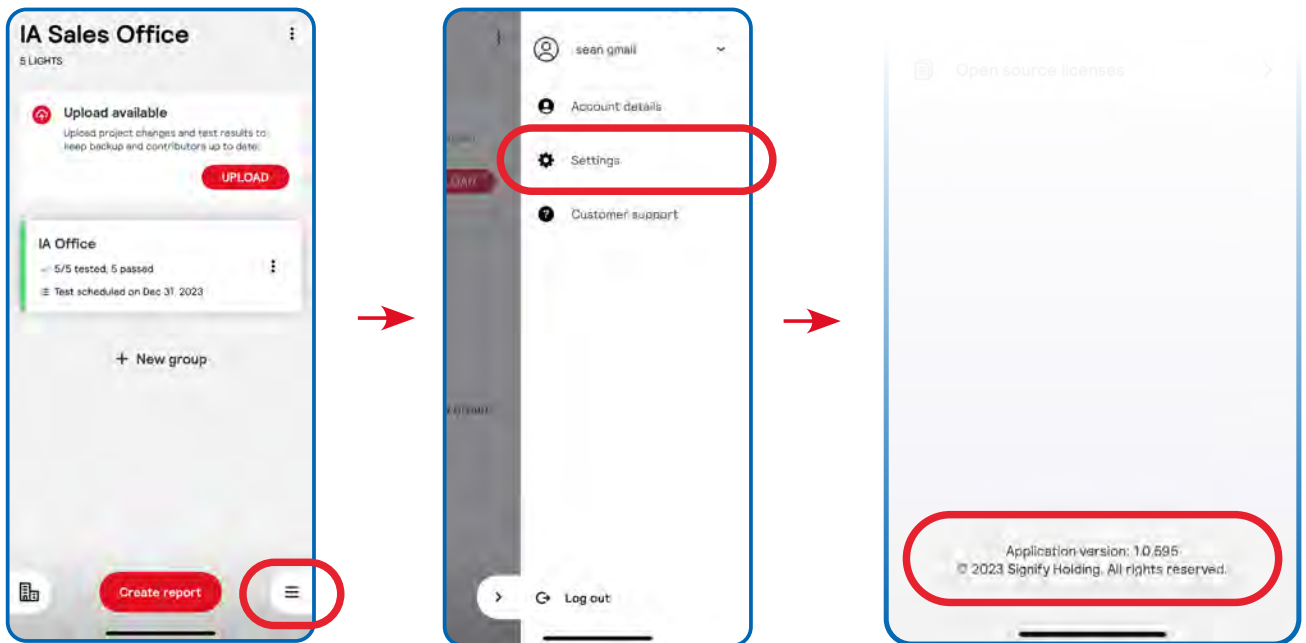 IA Sales Office
5 LIGHTS
Upload available
Upload project changes and test results to
keep backup and contributors up to date.
UPLOAD
IA Office
5/5 tested, 5 passed
Test scheduled on Dec 31, 2023
+ New group
Create report
sean gmail
Account details
Settings
Customer support
Log out
Open source licenses
Application version: 1.0.595
© 2023 Signify Holding. All rights reserved.